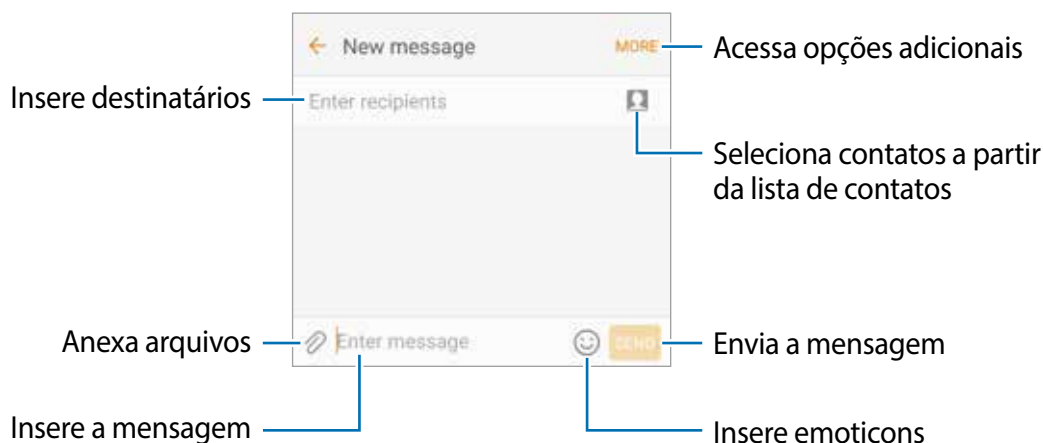 New message
MORE
Acessa opções adicionais
Insere destinatários
Enter recipients
Seleciona contatos a partir
da lista de contatos
Anexa arquivos
Enter message
SEND
Envia a mensagem
Insere a mensagem
Insere emoticons